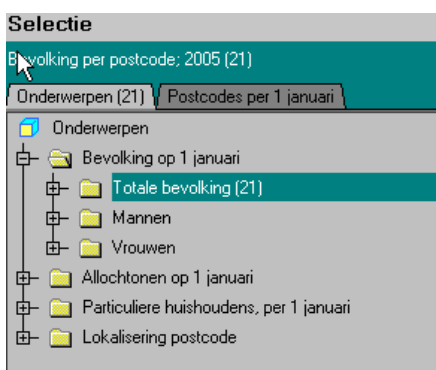 Selectie
Bevolking per postcode; 2005 (21)
Onderwerpen (21) Postcodes per 1 januari
Onderwerpen
Bevolking op 1 januari
Totale bevolking (21)
Mannen
Vrouwen
Allochtonen op 1 januari
Particuliere huishoudens, per 1 januari
Lokalisering postcode